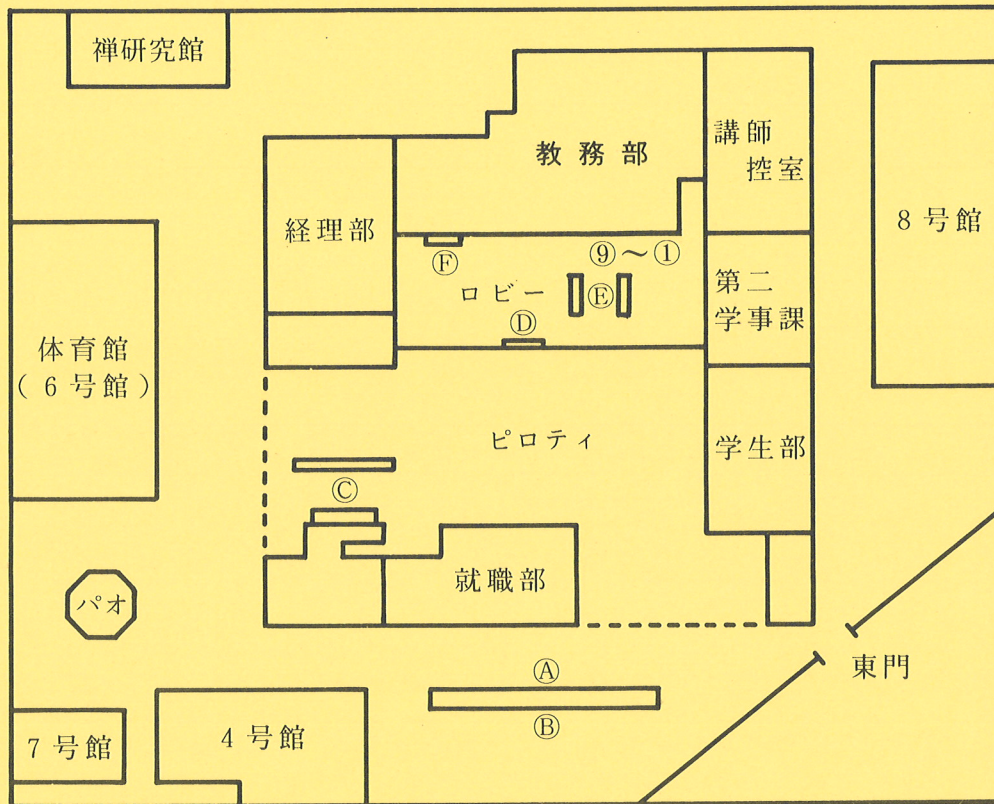 禅研究館
教務部
講師
控室
8号館
経理部
⑨～①
Ⓕ
ロビー
Ⓔ
第二
学事課
Ⓓ
体育館
(6号館)
ピロティ
学生部
Ⓒ
就職部
パオ
東門
Ⓐ
Ⓑ
7号館
4号館